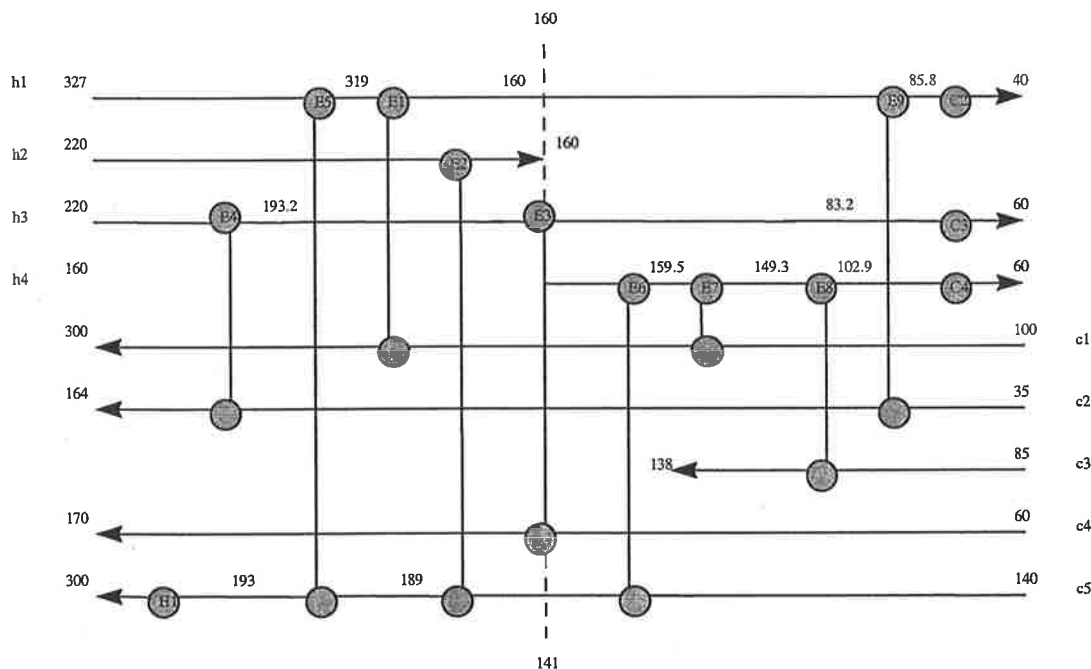 160
h1 327 319 160 85.8 40
E5 E1 E9 C2
h2 220 160
E2
h3 220 193.2 83.2 60
E4 E3 C3
h4 160 159.5 149.3 102.9 60
E6 E7 E8 C4
300 100 c1
164 35 c2
138 85 c3
170 60 c4
300 193 189 140 c5
H1
141